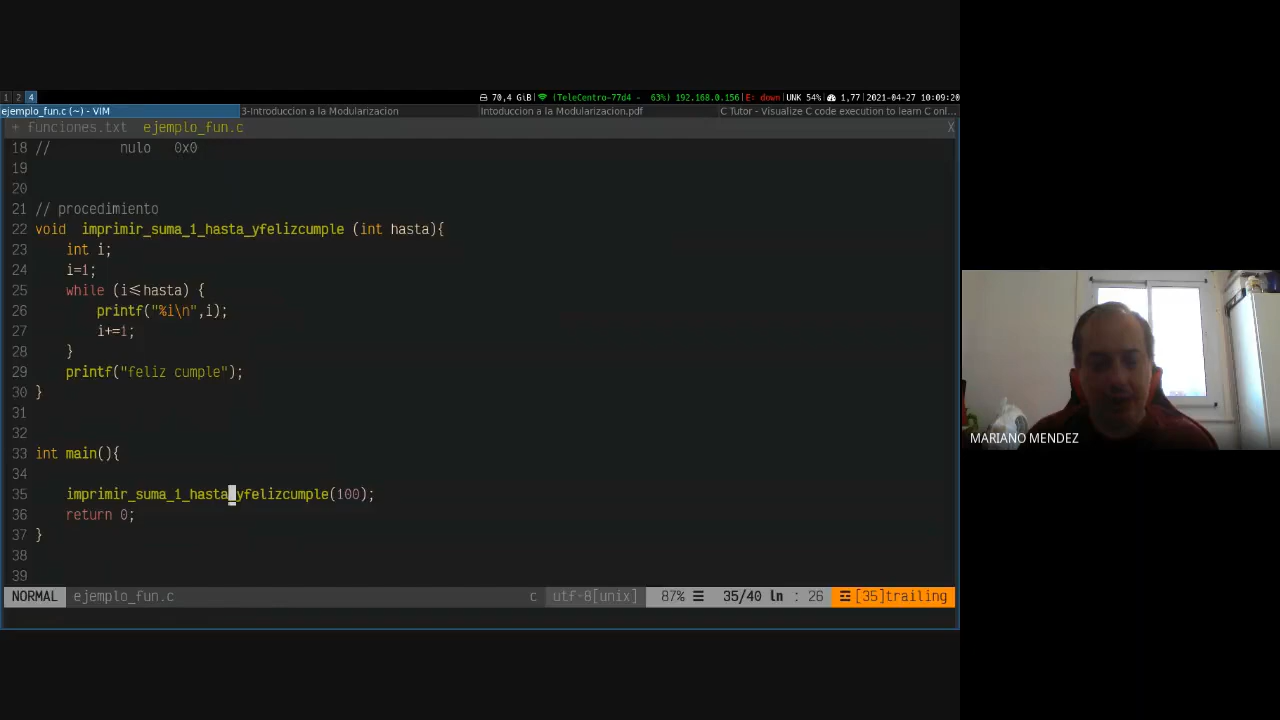 1 2 4 70,4 GiB (TeleCentro-77d4 - 63%) 192.168.0.156 E: down UNK 54% 1,77 2021-04-27 10:09:20
ejemplo_fun.c (~) - VIM 3-Introduccion a la Modularizacion Intoduccion a la Modularizacion.pdf C Tutor - Visualize C code execution to learn C onl...
+ funciones.txt ejemplo_fun.c X
18 // nulo 0x0
19
20
21 // procedimiento
22 void imprimir_suma_1_hasta_yfelizcumple (int hasta){
23 int i;
24 i=1;
25 while (i<=hasta) {
26 printf("%i\n",i);
27 i+=1;
28 }
29 printf("feliz cumple");
30 }
31
32
33 int main(){
34
35 imprimir_suma_1_hasta_yfelizcumple(100);
36 return 0;
37 }
38
39
NORMAL ejemplo_fun.c c utf-8[unix] 87% ☰ 35/40 ln : 26 [35]trailing
MARIANO MENDEZ